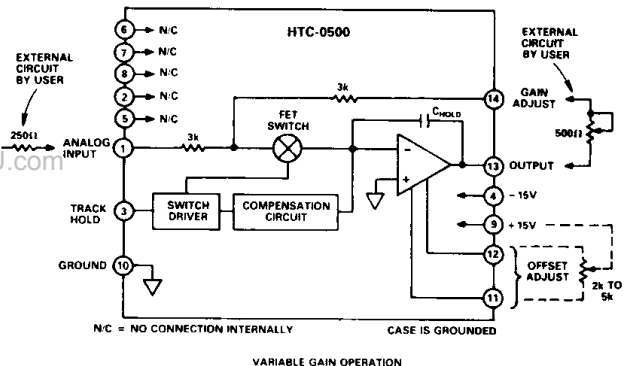 HTC-0500
6 N/C
7 N/C
8 N/C
2 N/C
5 N/C
EXTERNAL
CIRCUIT
BY USER
250Ω
ANALOG
INPUT
1
3k
3k
FET
SWITCH
C HOLD
14
GAIN
ADJUST
EXTERNAL
CIRCUIT
BY USER
500Ω
13 OUTPUT
−
+
4 −15V
9 +15V
12
OFFSET
ADJUST
11
2k TO
5k
U.com
TRACK
HOLD
3
SWITCH
DRIVER
COMPENSATION
CIRCUIT
GROUND 10
N/C = NO CONNECTION INTERNALLY
CASE IS GROUNDED
VARIABLE GAIN OPERATION